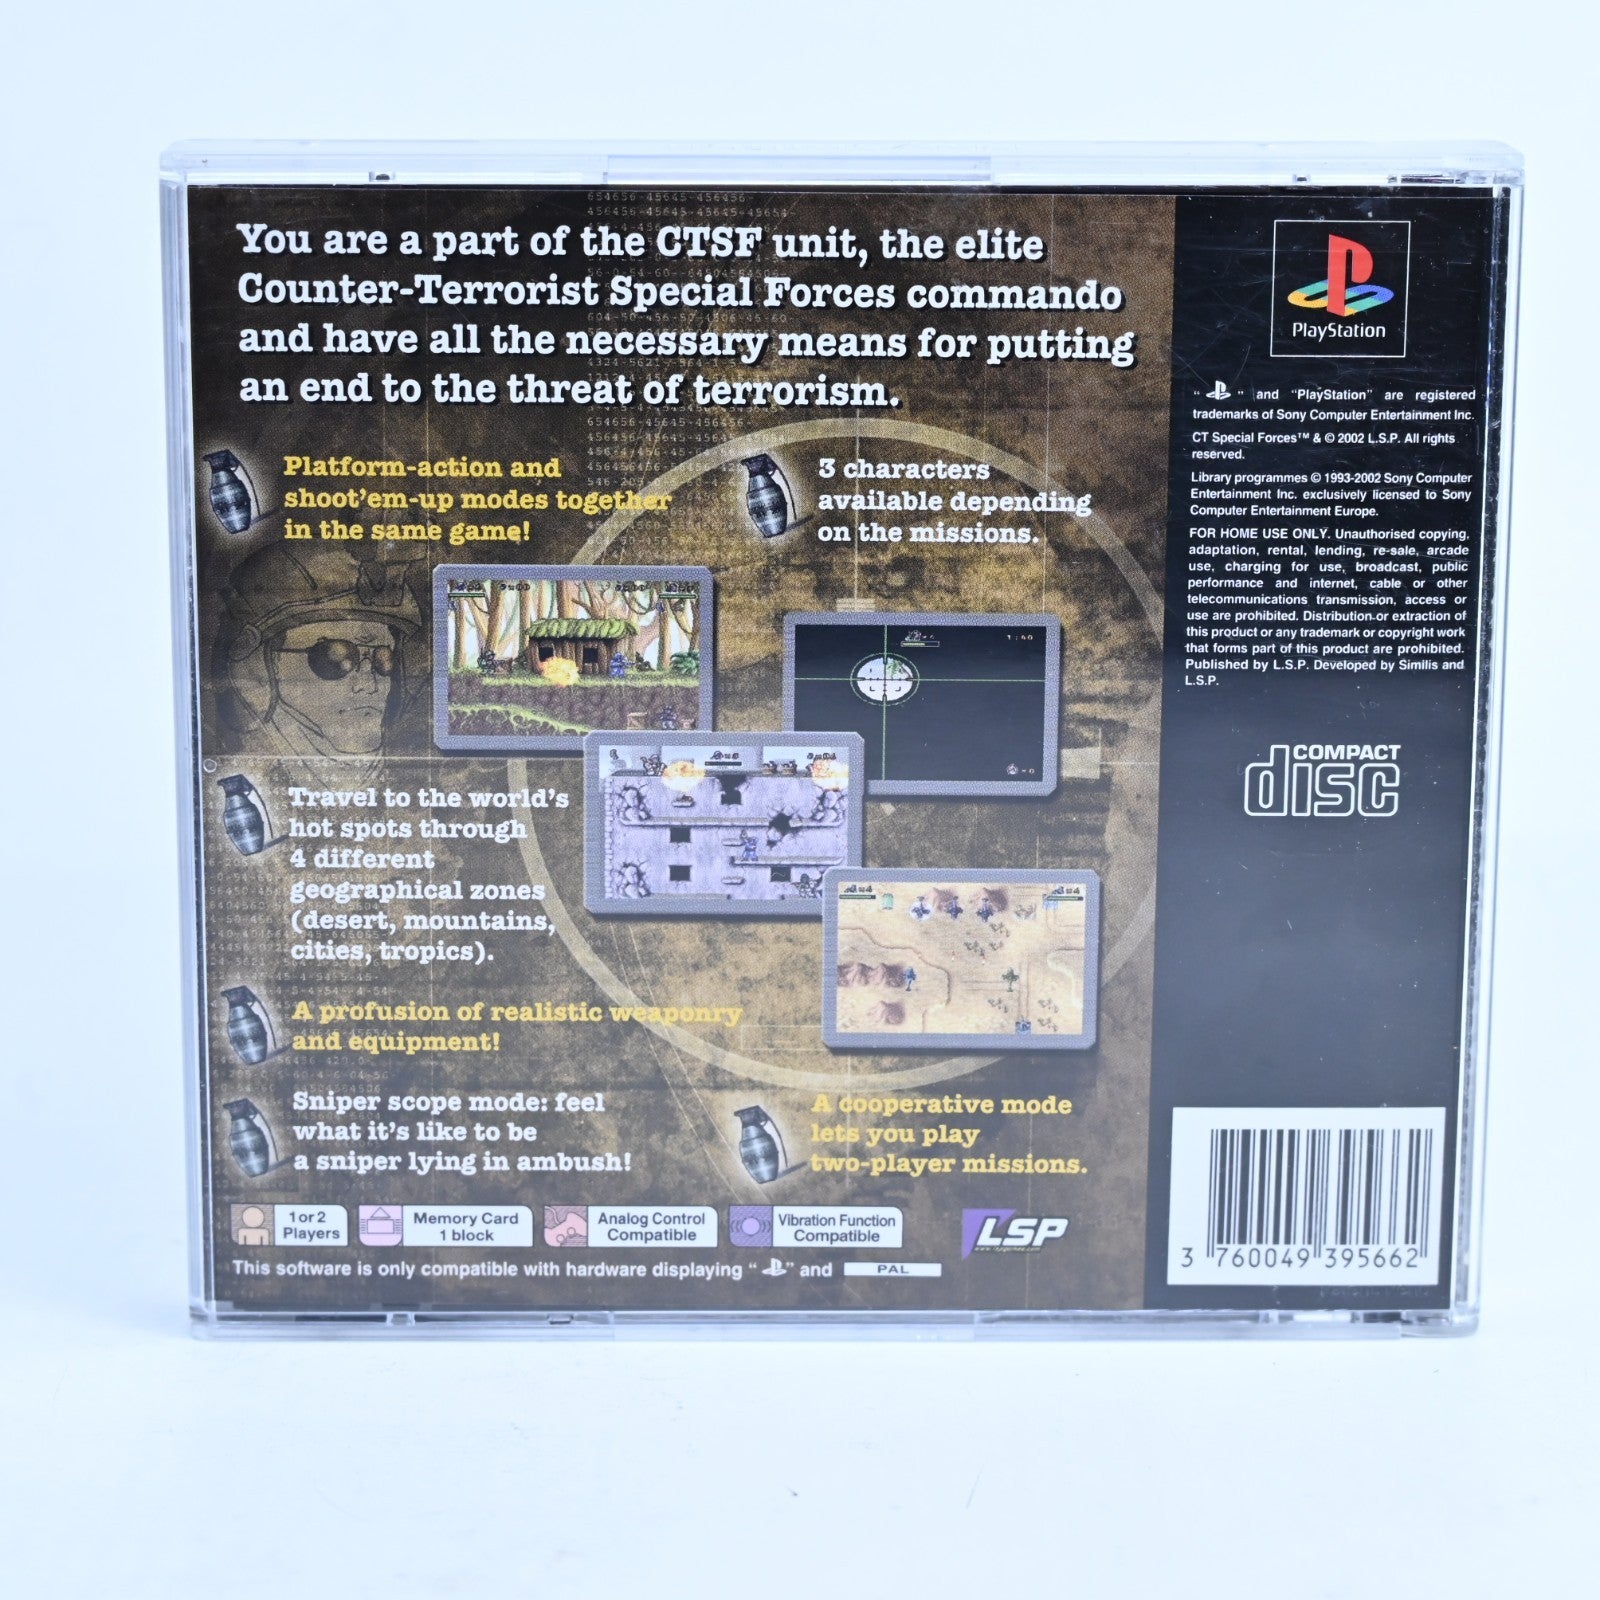 You are a part of the CTSF unit, the elite
Counter-Terrorist Special Forces commando
and have all the necessary means for putting
an end to the threat of terrorism.
Platform-action and
shoot'em-up modes together
in the same game!
3 characters
available depending
on the missions.
Travel to the world's
hot spots through
4 different
geographical zones
(desert, mountains,
cities, tropics).
A profusion of realistic weaponry
and equipment!
Sniper scope mode: feel
what it's like to be
a sniper lying in ambush!
A cooperative mode
lets you play
two-player missions.
1 or 2
Players
Memory Card
1 block
Analog Control
Compatible
Vibration Function
Compatible
LSP
This software is only compatible with hardware displaying " " and PAL
PlayStation
" " and "PlayStation" are registered
trademarks of Sony Computer Entertainment Inc.
CT Special Forces™ & © 2002 L.S.P. All rights
reserved.
Library programmes © 1993-2002 Sony Computer
Entertainment Inc. exclusively licensed to Sony
Computer Entertainment Europe.
FOR HOME USE ONLY. Unauthorised copying,
adaptation, rental, lending, re-sale, arcade
use, charging for use, broadcast, public
performance and internet, cable or other
telecommunications transmission, access or
use are prohibited. Distribution or extraction of
this product or any trademark or copyright work
that forms part of this product are prohibited.
Published by L.S.P. Developed by Similis and
L.S.P.
COMPACT
disc
3 760049 395662